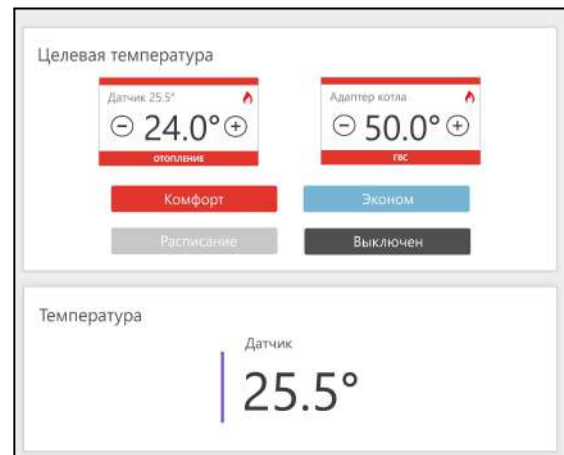 Целевая температура
Датчик 25.5°
24.0°
ОТОПЛЕНИЕ
Адаптер котла
50.0°
ГВС
Комфорт
Эконом
Расписание
Выключен
Температура
Датчик
25.5°